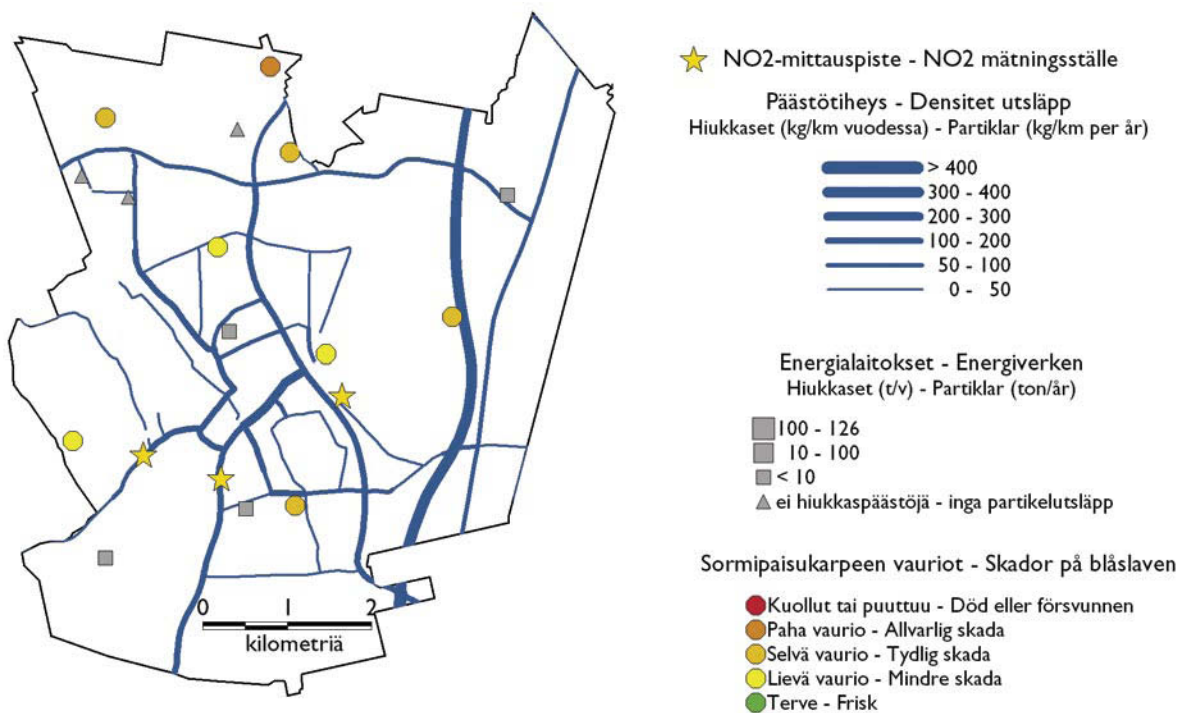 NO2-mittauspiste - NO2 mätningsställe
Päästötiheys - Densitet utsläpp
Hiukkaset (kg/km vuodessa) - Partiklar (kg/km per år)
> 400
300 - 400
200 - 300
100 - 200
50 - 100
0 - 50
Energialaitokset - Energiverken
Hiukkaset (t/v) - Partiklar (ton/år)
100 - 126
10 - 100
< 10
ei hiukkaspäästöjä - inga partikelutsläpp
Sormipaisukarpeen vauriot - Skador på blåslaven
Kuollut tai puuttuu - Död eller försvunnen
Paha vaurio - Allvarlig skada
Selvä vaurio - Tydlig skada
Lievä vaurio - Mindre skada
Terve - Frisk
0 1 2
kilometriä